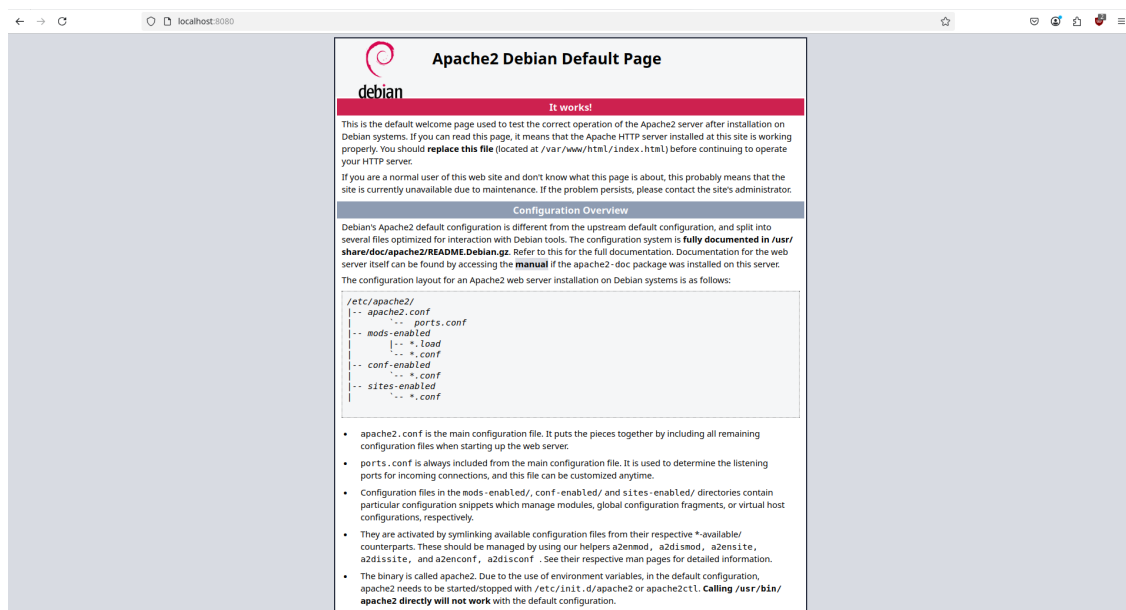 localhost:8080
Apache2 Debian Default Page
debian
It works!
This is the default welcome page used to test the correct operation of the Apache2 server after installation on
Debian systems. If you can read this page, it means that the Apache HTTP server installed at this site is working
properly. You should replace this file (located at /var/www/html/index.html) before continuing to operate
your HTTP server.
If you are a normal user of this web site and don't know what this page is about, this probably means that the
site is currently unavailable due to maintenance. If the problem persists, please contact the site's administrator.
Configuration Overview
Debian's Apache2 default configuration is different from the upstream default configuration, and split into
several files optimized for interaction with Debian tools. The configuration system is fully documented in /usr/
share/doc/apache2/README.Debian.gz. Refer to this for the full documentation. Documentation for the web
server itself can be found by accessing the manual if the apache2-doc package was installed on this server.
The configuration layout for an Apache2 web server installation on Debian systems is as follows:
/etc/apache2/
|-- apache2.conf
|       `--  ports.conf
|-- mods-enabled
|       |-- *.load
|       `-- *.conf
|-- conf-enabled
|       `-- *.conf
|-- sites-enabled
|       `-- *.conf
• apache2.conf is the main configuration file. It puts the pieces together by including all remaining
configuration files when starting up the web server.
• ports.conf is always included from the main configuration file. It is used to determine the listening
ports for incoming connections, and this file can be customized anytime.
• Configuration files in the mods-enabled/, conf-enabled/ and sites-enabled/ directories contain
particular configuration snippets which manage modules, global configuration fragments, or virtual host
configurations, respectively.
• They are activated by symlinking available configuration files from their respective *-available/
counterparts. These should be managed by using our helpers a2enmod, a2dismod, a2ensite,
a2dissite, and a2enconf, a2disconf . See their respective man pages for detailed information.
• The binary is called apache2. Due to the use of environment variables, in the default configuration,
apache2 needs to be started/stopped with /etc/init.d/apache2 or apache2ctl. Calling /usr/bin/
apache2 directly will not work with the default configuration.